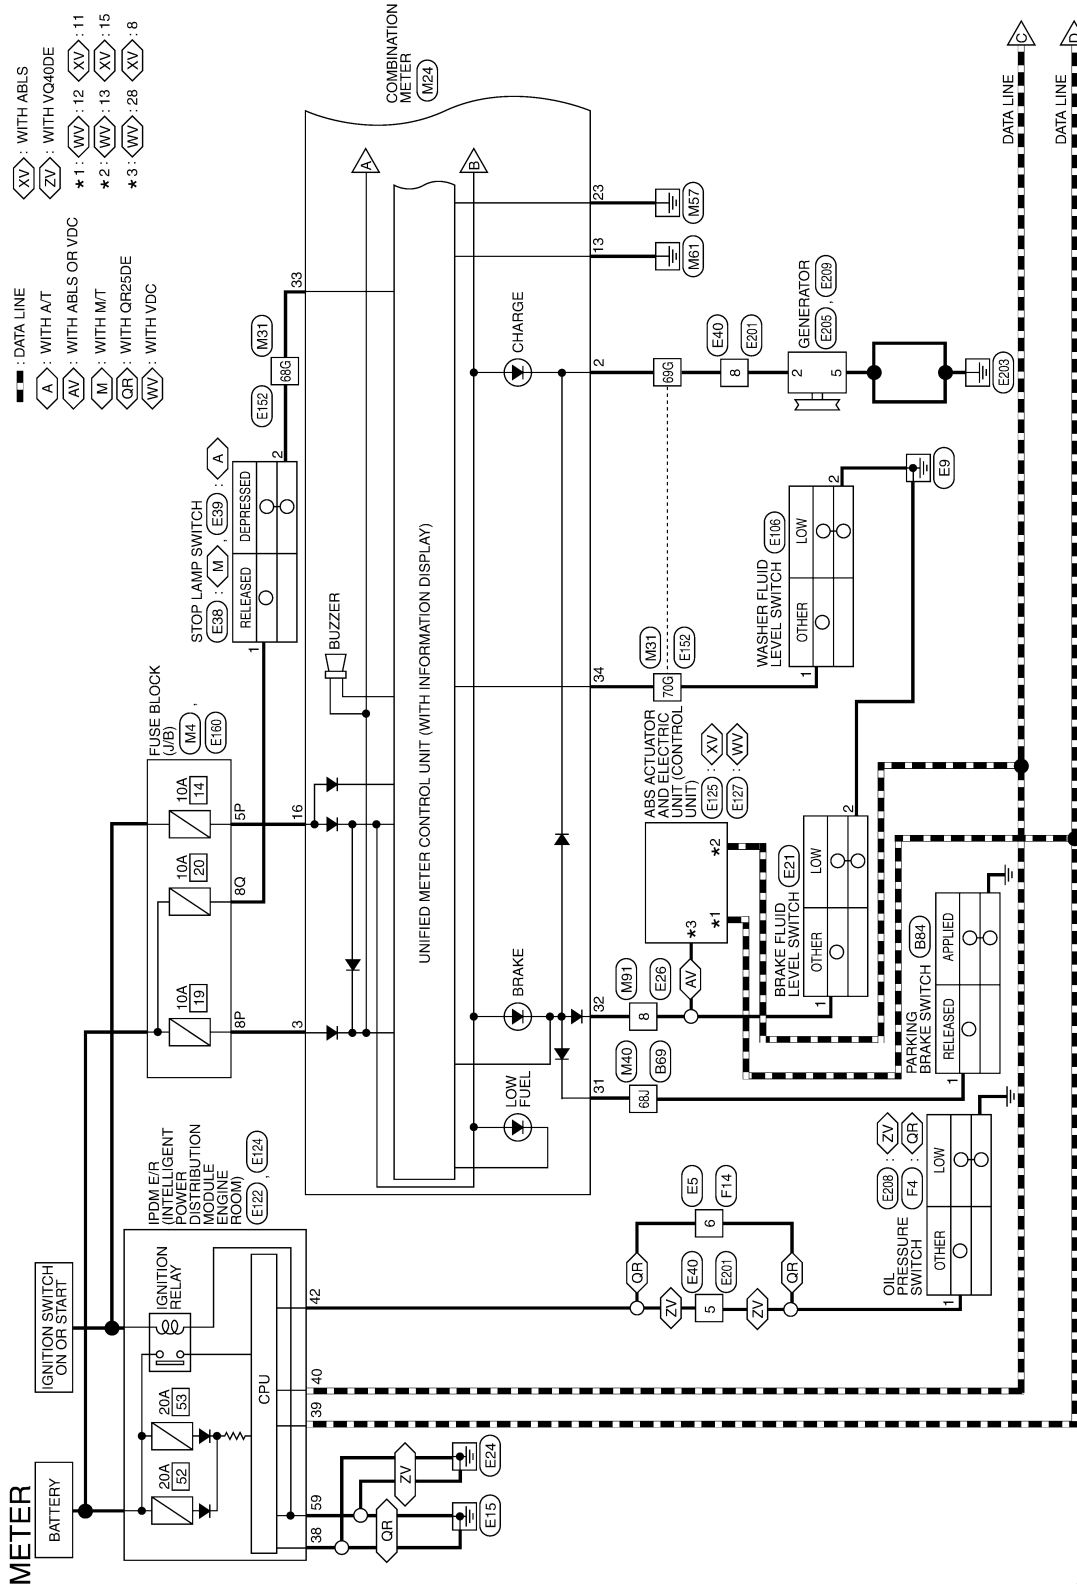 METER
BATTERY
IGNITION SWITCH
ON OR START
: DATA LINE
A : WITH A/T
AV : WITH ABLS OR VDC
M : WITH M/T
QR : WITH QR25DE
WV : WITH VDC
XV : WITH ABLS
ZV : WITH VQ40DE
*1 : WV : 12 XV : 11
*2 : WV : 13 XV : 15
*3 : WV : 28 XV : 8
IPDM E/R
(INTELLIGENT
POWER
DISTRIBUTION
MODULE
ENGINE
ROOM)
E122 , E124
20A
52
20A
53
IGNITION
RELAY
CPU
38
59
39
40
42
QR
ZV
E15
E24
FUSE BLOCK
(J/B)
M4 ,
E160
10A
19
10A
20
10A
14
8P
8Q
5P
STOP LAMP SWITCH
E38 : M , E39 : A
RELEASED
DEPRESSED
1
2
E152
M31
68G
33
3
16
BUZZER
COMBINATION
METER
M24
A
B
UNIFIED METER CONTROL UNIT (WITH INFORMATION DISPLAY)
LOW
FUEL
BRAKE
CHARGE
31
32
34
2
13
23
M61
M57
QR
ZV
E5
F14
6
E40
E201
5
QR
ZV
OIL
PRESSURE
SWITCH
E208 : ZV
F4 : QR
OTHER
LOW
1
M40
B69
68J
M91
E26
8
AV
PARKING
BRAKE SWITCH
B84
RELEASED
APPLIED
1
BRAKE FLUID
LEVEL SWITCH
E21
OTHER
LOW
1
2
ABS ACTUATOR
AND ELECTRIC
UNIT (CONTROL
UNIT)
E125 : XV
E127 : WV
*3
*1
*2
M31
E152
70G
69G
WASHER FLUID
LEVEL SWITCH
E106
OTHER
LOW
1
2
E9
E40
E201
8
GENERATOR
E205 , E209
2
5
E203
DATA LINE
C
DATA LINE
D